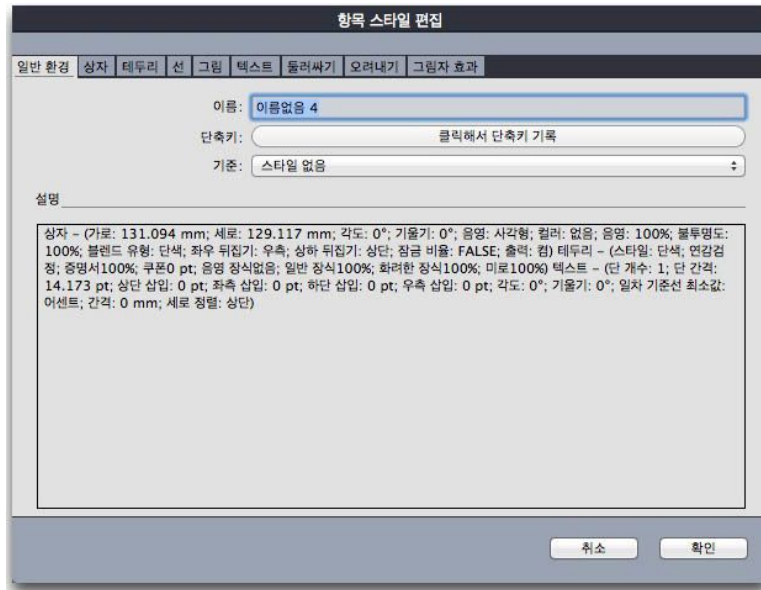 항목 스타일 편집
일반 환경 상자 테두리 선 그림 텍스트 둘러싸기 오려내기 그림자 효과
이름: 이름없음 4
단축키: 클릭해서 단축키 기록
기준: 스타일 없음
설명
상자 – (가로: 131.094 mm; 세로: 129.117 mm; 각도: 0°; 기울기: 0°; 음영: 사각형; 컬러: 없음; 음영: 100%; 불투명도:
100%; 블렌드 유형: 단색; 좌우 뒤집기: 우측; 상하 뒤집기: 상단; 잠금 비율: FALSE; 출력: 켬) 테두리 – (스타일: 단색; 연감검
정; 증명서100%; 쿠폰0 pt; 음영 장식없음; 일반 장식100%; 화려한 장식100%; 미로100%) 텍스트 – (단 개수: 1; 단 간격:
14.173 pt; 상단 삽입: 0 pt; 좌측 삽입: 0 pt; 하단 삽입: 0 pt; 우측 삽입: 0 pt; 각도: 0°; 기울기: 0°; 일차 기준선 최소값:
어센트; 간격: 0 mm; 세로 정렬: 상단)
취소 확인